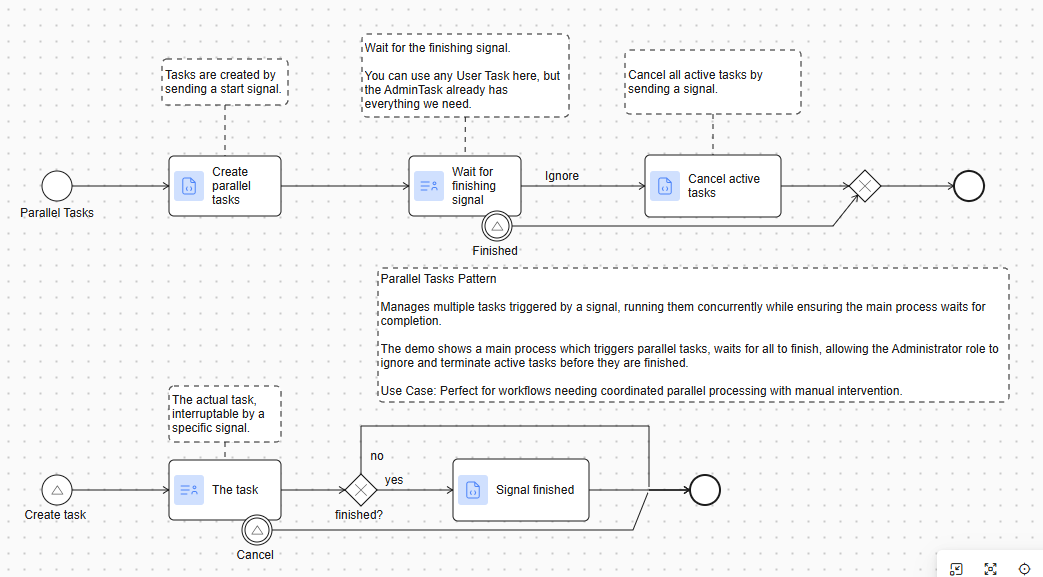 Tasks are created by
sending a start signal.
Wait for the finishing signal.
You can use any User Task here, but
the AdminTask already has
everything we need.
Cancel all active tasks by
sending a signal.
Parallel Tasks
Create
parallel
tasks
Wait for
finishing
signal
Finished
Ignore
Cancel active
tasks
Parallel Tasks Pattern
Manages multiple tasks triggered by a signal, running them concurrently while ensuring the main process waits for
completion.
The demo shows a main process which triggers parallel tasks, waits for all to finish, allowing the Administrator role to
ignore and terminate active tasks before they are finished.
Use Case: Perfect for workflows needing coordinated parallel processing with manual intervention.
The actual task,
interruptable by a
specific signal.
Create task
The task
Cancel
no
yes
finished?
Signal finished